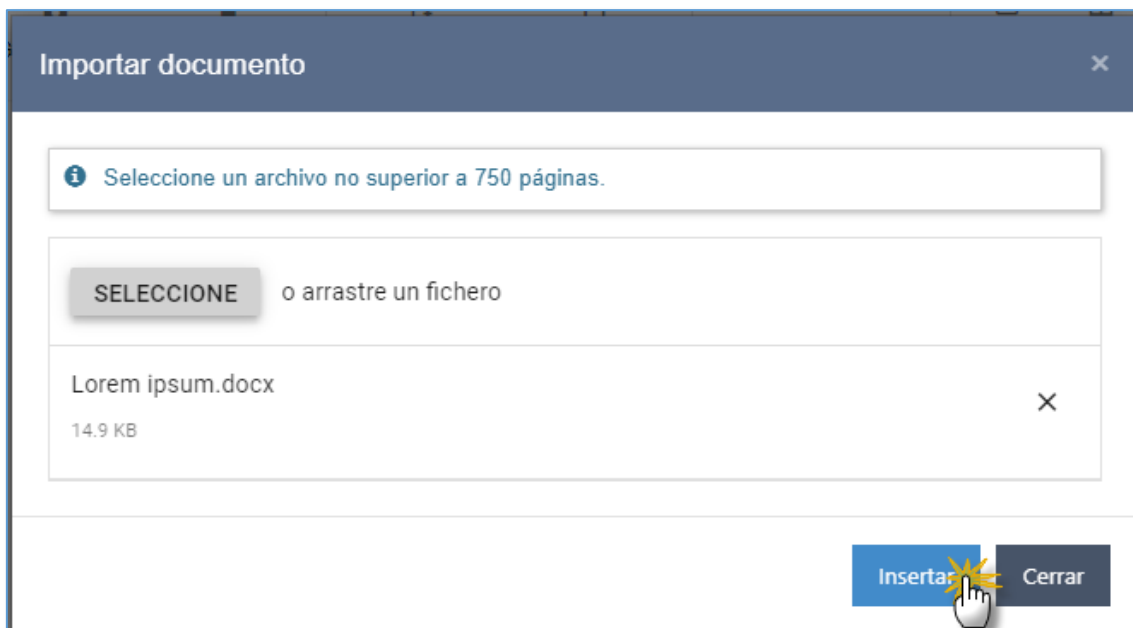 Importar documento
Seleccione un archivo no superior a 750 páginas.
SELECCIONE o arrastre un fichero
Lorem ipsum.docx
14.9 KB
Insertar Cerrar